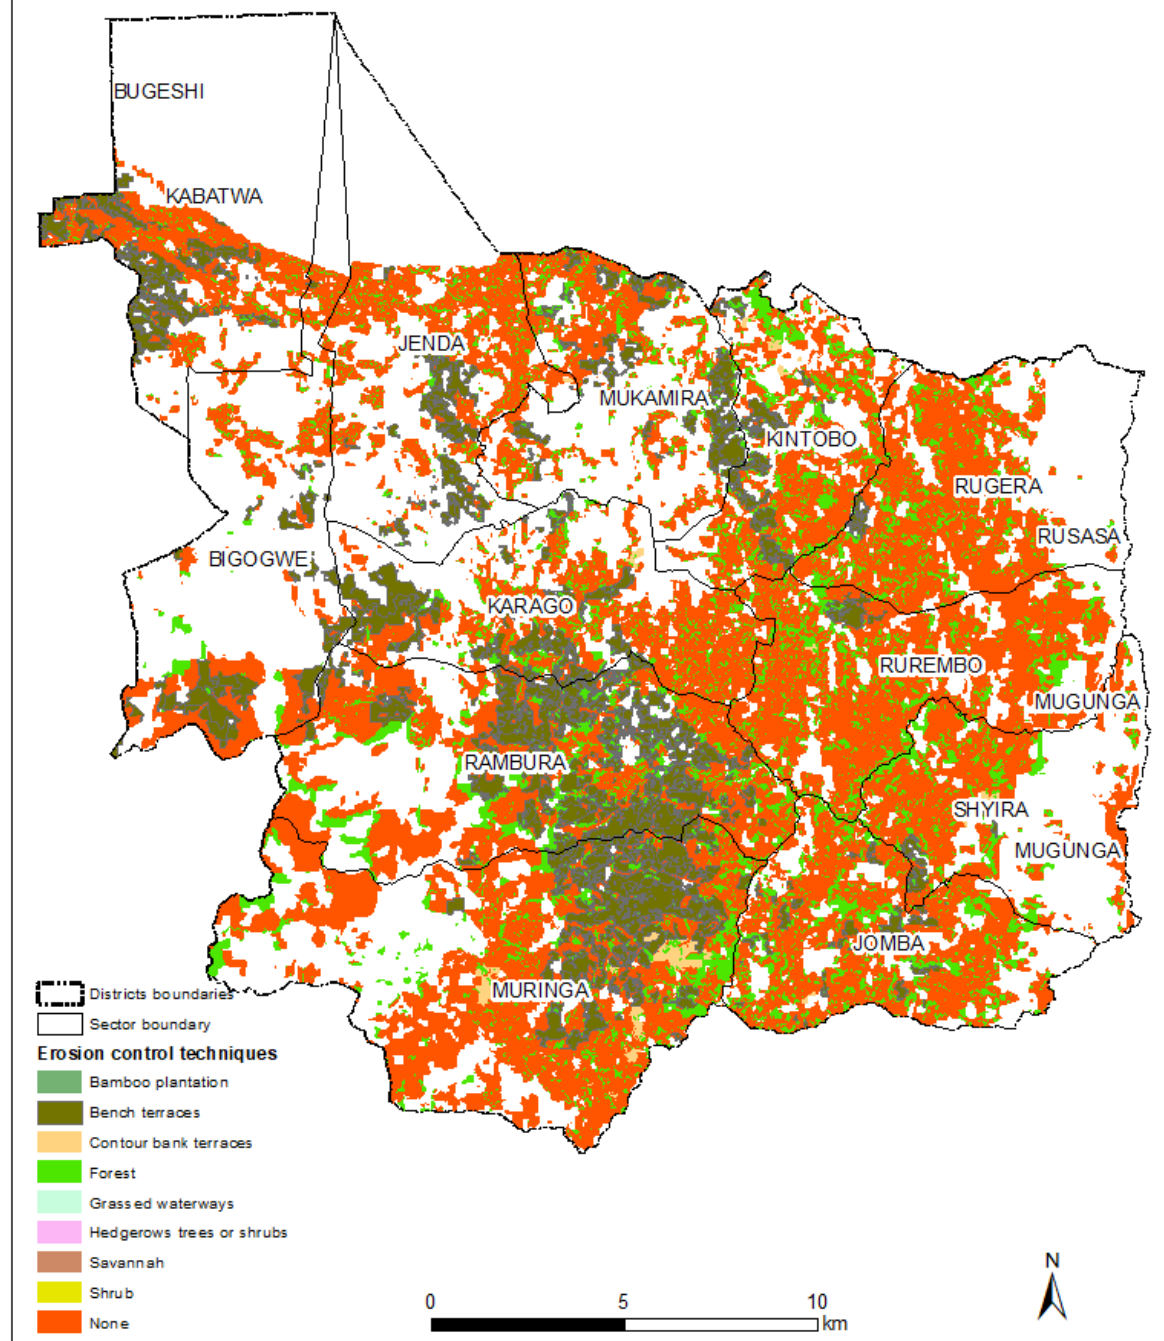 BUGESHI
KABATWA
JENDA
MUKAMIRA
KINTOBO
RUGERA
RUSASA
BIGOGWE
KARAGO
RUREMBO
MUGUNGA
RAMBURA
SHYIRA
MUGUNGA
JOMBA
MURINGA
Districts boundaries
Sector boundary
Erosion control techniques
Bamboo plantation
Bench terraces
Contour bank terraces
Forest
Grassed waterways
Hedgerows trees or shrubs
Savannah
Shrub
None
0 5 10
km
N